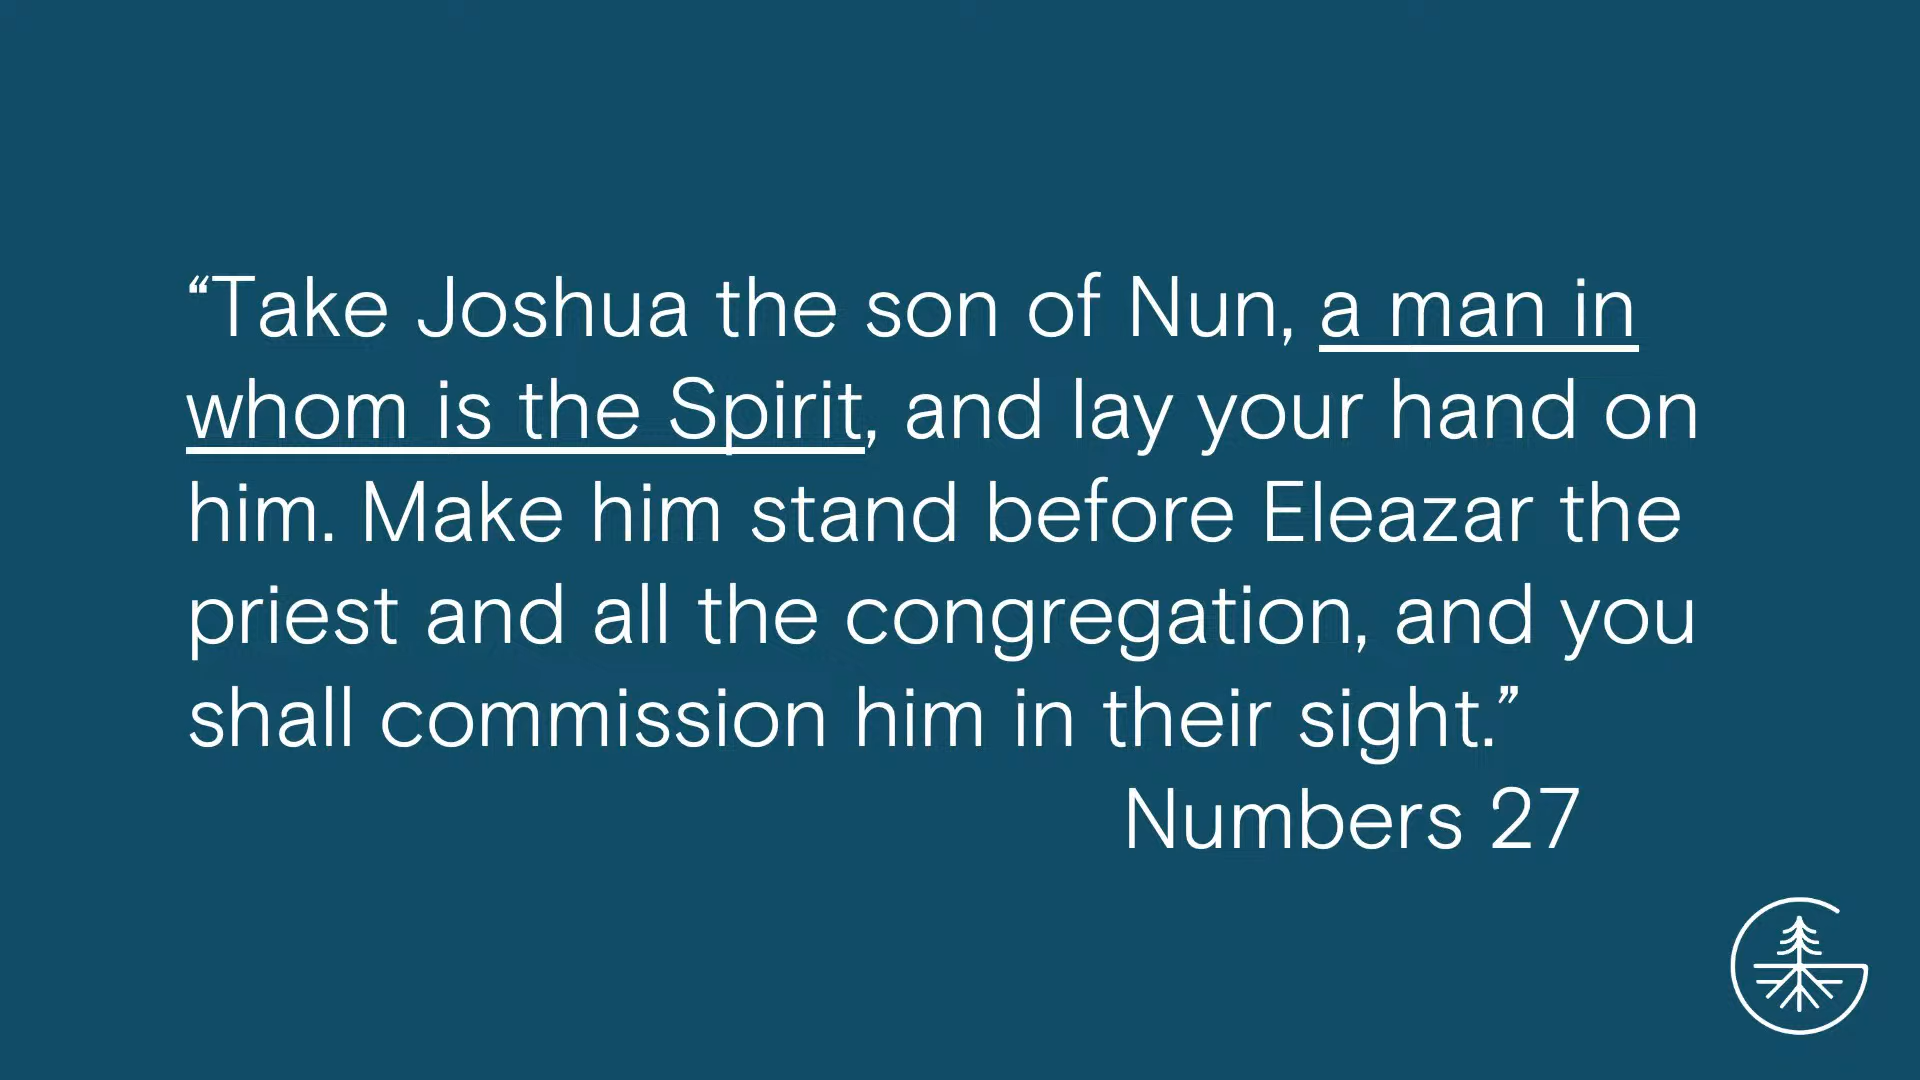 “Take Joshua the son of Nun, a man in
whom is the Spirit, and lay your hand on
him. Make him stand before Eleazar the
priest and all the congregation, and you
shall commission him in their sight.”
Numbers 27